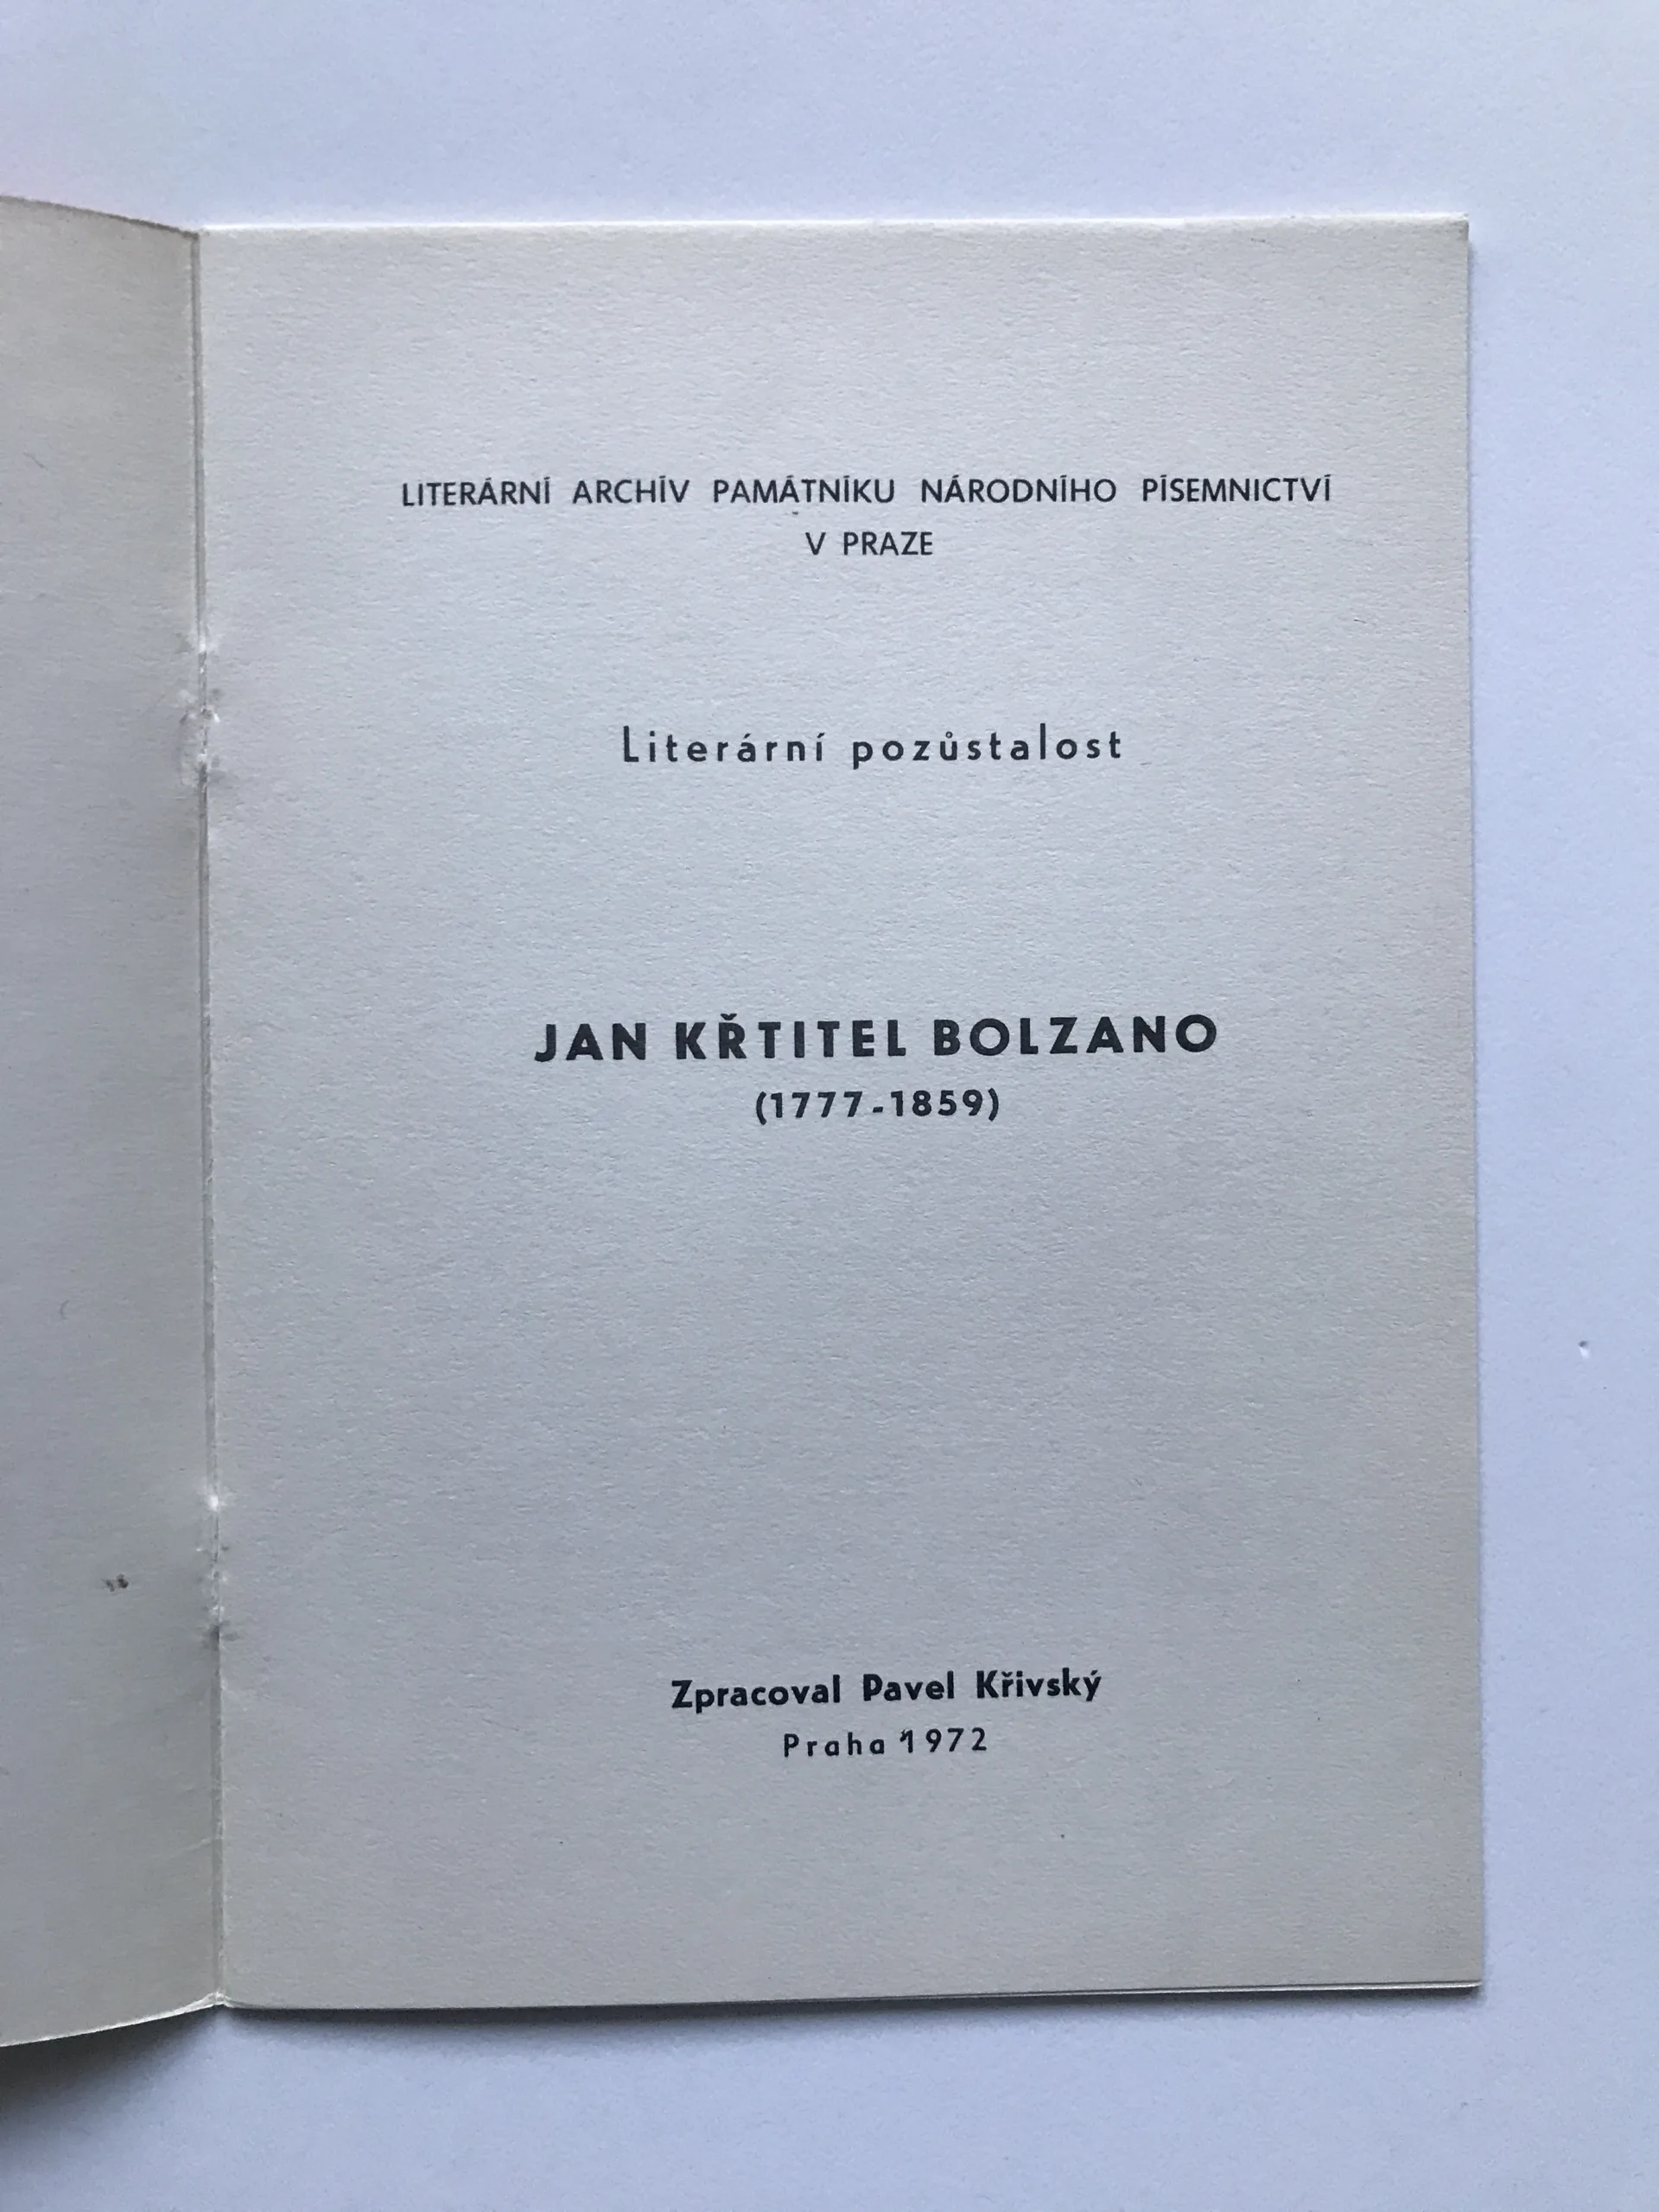 LITERÁRNÍ ARCHÍV PAMÁTNÍKU NÁRODNÍHO PÍSEMNICTVÍ
V PRAZE
Literární pozůstalost
JAN KŘTITEL BOLZANO
(1777-1859)
Zpracoval Pavel Křivský
Praha 1972